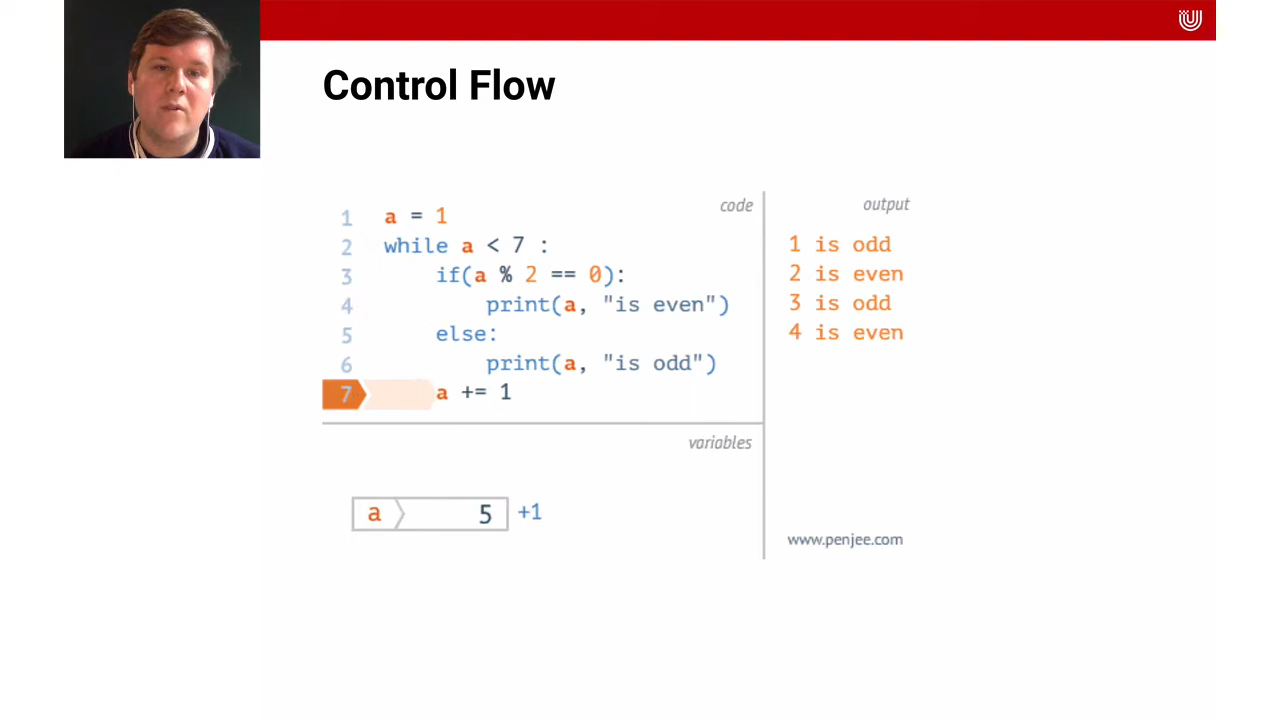 Control Flow
code
1 a = 1
2 while a < 7 :
3 if(a % 2 == 0):
4 print(a, "is even")
5 else:
6 print(a, "is odd")
7 a += 1
variables
a 5 +1
output
1 is odd
2 is even
3 is odd
4 is even
www.penjee.com